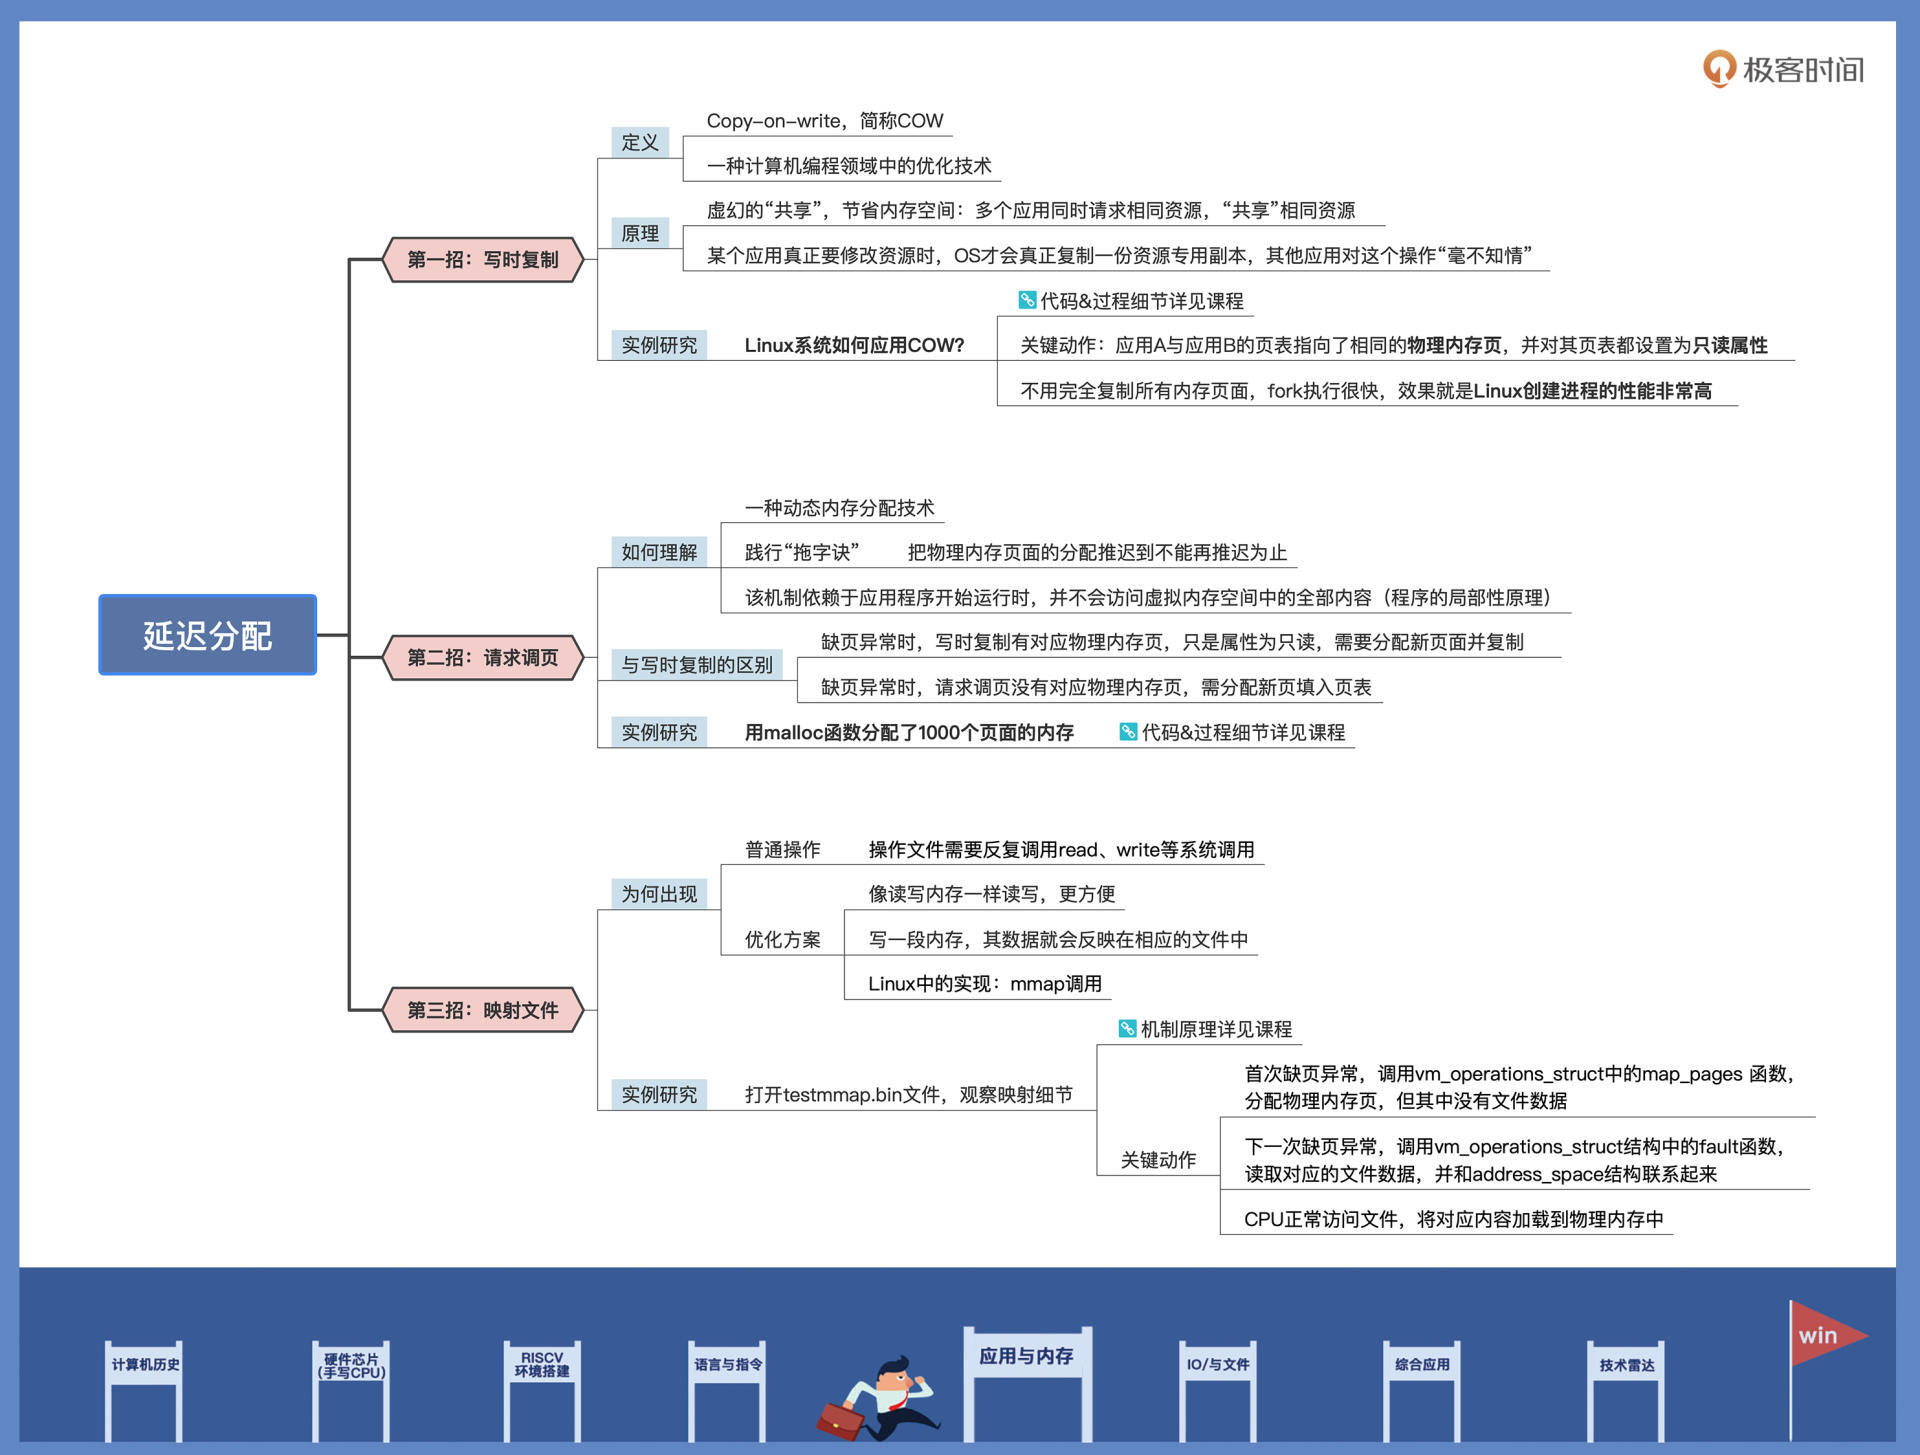 极客时间
延迟分配
第一招：写时复制
定义
Copy-on-write，简称COW
一种计算机编程领域中的优化技术
原理
虚幻的“共享”，节省内存空间：多个应用同时请求相同资源，“共享”相同资源
某个应用真正要修改资源时，OS才会真正复制一份资源专用副本，其他应用对这个操作“毫不知情”
实例研究
Linux系统如何应用COW？
代码&过程细节详见课程
关键动作：应用A与应用B的页表指向了相同的物理内存页，并对其页表都设置为只读属性
不用完全复制所有内存页面，fork执行很快，效果就是Linux创建进程的性能非常高
第二招：请求调页
如何理解
一种动态内存分配技术
践行“拖字诀”
把物理内存页面的分配推迟到不能再推迟为止
该机制依赖于应用程序开始运行时，并不会访问虚拟内存空间中的全部内容（程序的局部性原理）
与写时复制的区别
缺页异常时，写时复制有对应物理内存页，只是属性为只读，需要分配新页面并复制
缺页异常时，请求调页没有对应物理内存页，需分配新页填入页表
实例研究
用malloc函数分配了1000个页面的内存
代码&过程细节详见课程
第三招：映射文件
为何出现
普通操作
操作文件需要反复调用read、write等系统调用
优化方案
像读写内存一样读写，更方便
写一段内存，其数据就会反映在相应的文件中
Linux中的实现：mmap调用
实例研究
打开testmmap.bin文件，观察映射细节
机制原理详见课程
关键动作
首次缺页异常，调用vm_operations_struct中的map_pages 函数，
分配物理内存页，但其中没有文件数据
下一次缺页异常，调用vm_operations_struct结构中的fault函数，
读取对应的文件数据，并和address_space结构联系起来
CPU正常访问文件，将对应内容加载到物理内存中
计算机历史
硬件芯片
(手写CPU)
RISCV
环境搭建
语言与指令
应用与内存
IO/与文件
综合应用
技术雷达
win